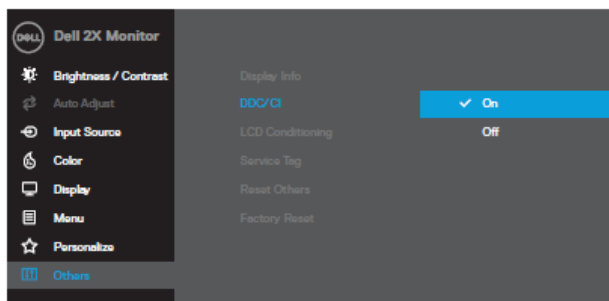 DELL Dell 2X Monitor
Brightness / Contrast
Auto Adjust
Input Source
Color
Display
Menu
Personalize
Others
Display Info
DDC/CI
LCD Conditioning
Service Tag
Reset Others
Factory Reset
On
Off